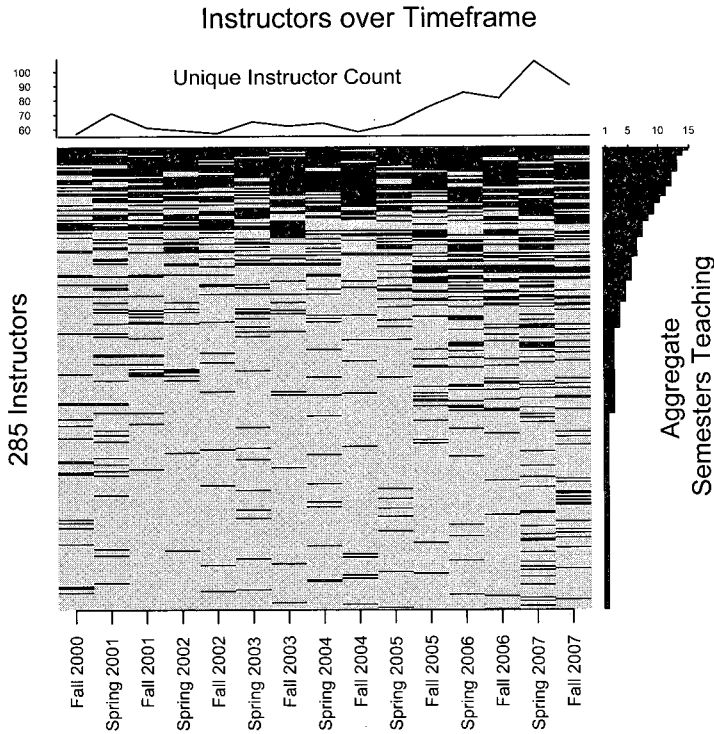 Instructors over Timeframe
Unique Instructor Count
100
90
80
70
60
1 5 10 15
285 Instructors
Aggregate
Semesters Teaching
Fall 2000
Spring 2001
Fall 2001
Spring 2002
Fall 2002
Spring 2003
Fall 2003
Spring 2004
Fall 2004
Spring 2005
Fall 2005
Spring 2006
Fall 2006
Spring 2007
Fall 2007